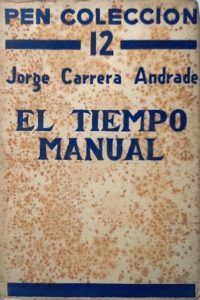 PEN COLECCION
12
Jorge Carrera Andrade
EL TIEMPO
MANUAL